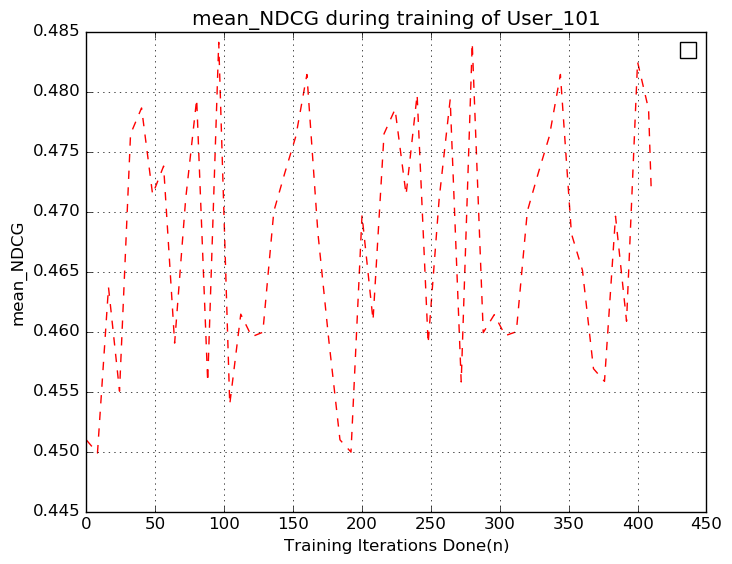 mean_NDCG during training of User_101
0.485
0.480
0.475
0.470
0.465
0.460
0.455
0.450
0.445
mean_NDCG
0 50 100 150 200 250 300 350 400 450
Training Iterations Done(n)